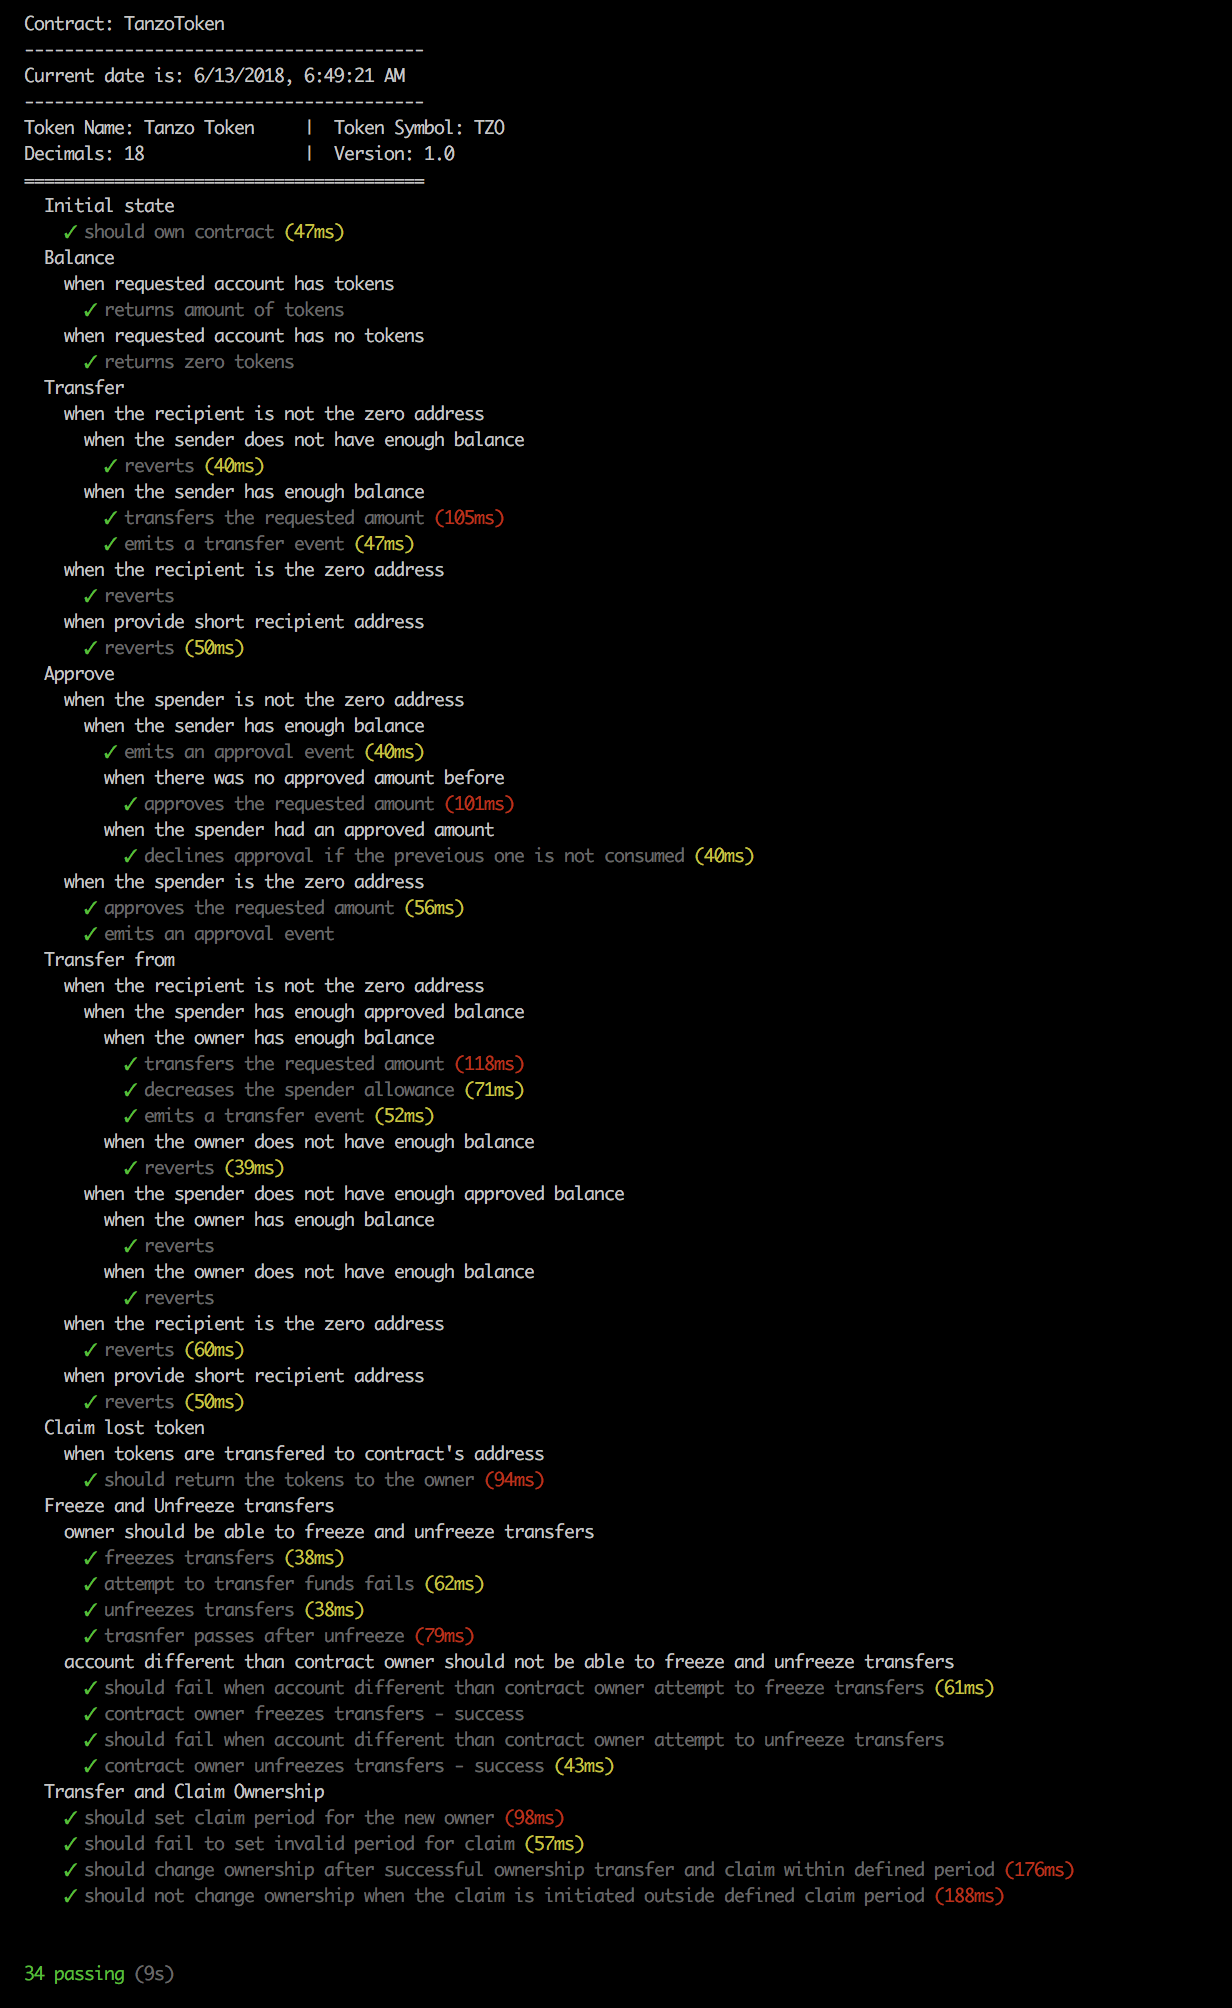 Contract: TanzoToken
----------------------------------------
Current date is: 6/13/2018, 6:49:21 AM
----------------------------------------
Token Name: Tanzo Token     |  Token Symbol: TZO
Decimals: 18                |  Version: 1.0
========================================
Initial state
✓ should own contract (47ms)
Balance
when requested account has tokens
✓ returns amount of tokens
when requested account has no tokens
✓ returns zero tokens
Transfer
when the recipient is not the zero address
when the sender does not have enough balance
✓ reverts (40ms)
when the sender has enough balance
✓ transfers the requested amount (105ms)
✓ emits a transfer event (47ms)
when the recipient is the zero address
✓ reverts
when provide short recipient address
✓ reverts (50ms)
Approve
when the spender is not the zero address
when the sender has enough balance
✓ emits an approval event (40ms)
when there was no approved amount before
✓ approves the requested amount (101ms)
when the spender had an approved amount
✓ declines approval if the preveious one is not consumed (40ms)
when the spender is the zero address
✓ approves the requested amount (56ms)
✓ emits an approval event
Transfer from
when the recipient is not the zero address
when the spender has enough approved balance
when the owner has enough balance
✓ transfers the requested amount (118ms)
✓ decreases the spender allowance (71ms)
✓ emits a transfer event (52ms)
when the owner does not have enough balance
✓ reverts (39ms)
when the spender does not have enough approved balance
when the owner has enough balance
✓ reverts
when the owner does not have enough balance
✓ reverts
when the recipient is the zero address
✓ reverts (60ms)
when provide short recipient address
✓ reverts (50ms)
Claim lost token
when tokens are transfered to contract's address
✓ should return the tokens to the owner (94ms)
Freeze and Unfreeze transfers
owner should be able to freeze and unfreeze transfers
✓ freezes transfers (38ms)
✓ attempt to transfer funds fails (62ms)
✓ unfreezes transfers (38ms)
✓ trasnfer passes after unfreeze (79ms)
account different than contract owner should not be able to freeze and unfreeze transfers
✓ should fail when account different than contract owner attempt to freeze transfers (61ms)
✓ contract owner freezes transfers - success
✓ should fail when account different than contract owner attempt to unfreeze transfers
✓ contract owner unfreezes transfers - success (43ms)
Transfer and Claim Ownership
✓ should set claim period for the new owner (98ms)
✓ should fail to set invalid period for claim (57ms)
✓ should change ownership after successful ownership transfer and claim within defined period (176ms)
✓ should not change ownership when the claim is initiated outside defined claim period (188ms)
34 passing (9s)